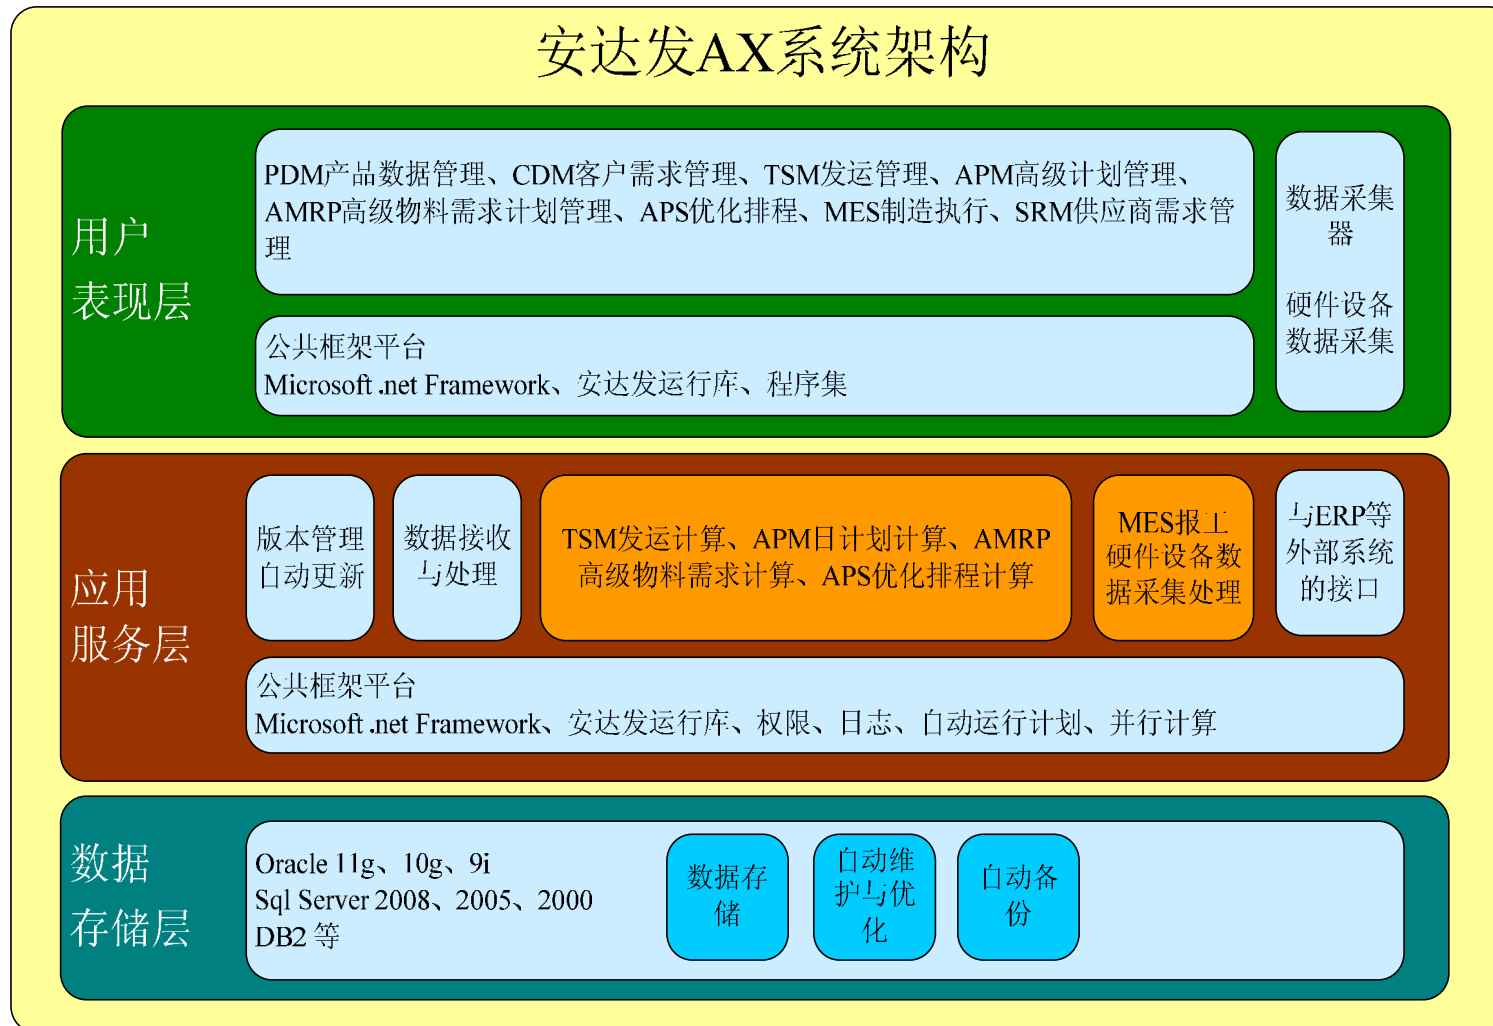 安达发AX系统架构
用户
表现层
PDM产品数据管理、CDM客户需求管理、TSM发运管理、APM高级计划管理、
AMRP高级物料需求计划管理、APS优化排程、MES制造执行、SRM供应商需求管
理
公共框架平台
Microsoft .net Framework、安达发运行库、程序集
数据采集
器
硬件设备
数据采集
应用
服务层
版本管理
自动更新
数据接收
与处理
TSM发运计算、APM日计划计算、AMRP
高级物料需求计算、APS优化排程计算
MES报工
硬件设备数
据采集处理
与ERP等
外部系统
的接口
公共框架平台
Microsoft .net Framework、安达发运行库、权限、日志、自动运行计划、并行计算
数据
存储层
Oracle 11g、10g、9i
Sql Server 2008、2005、2000
DB2 等
数据存
储
自动维
护与优
化
自动备
份